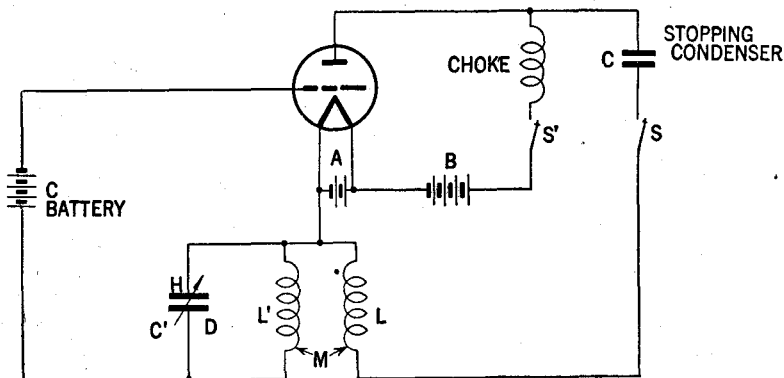 STOPPING
CONDENSER
CHOKE
C
S'
S
A
B
C
BATTERY
H
C'
D
L'
L
M